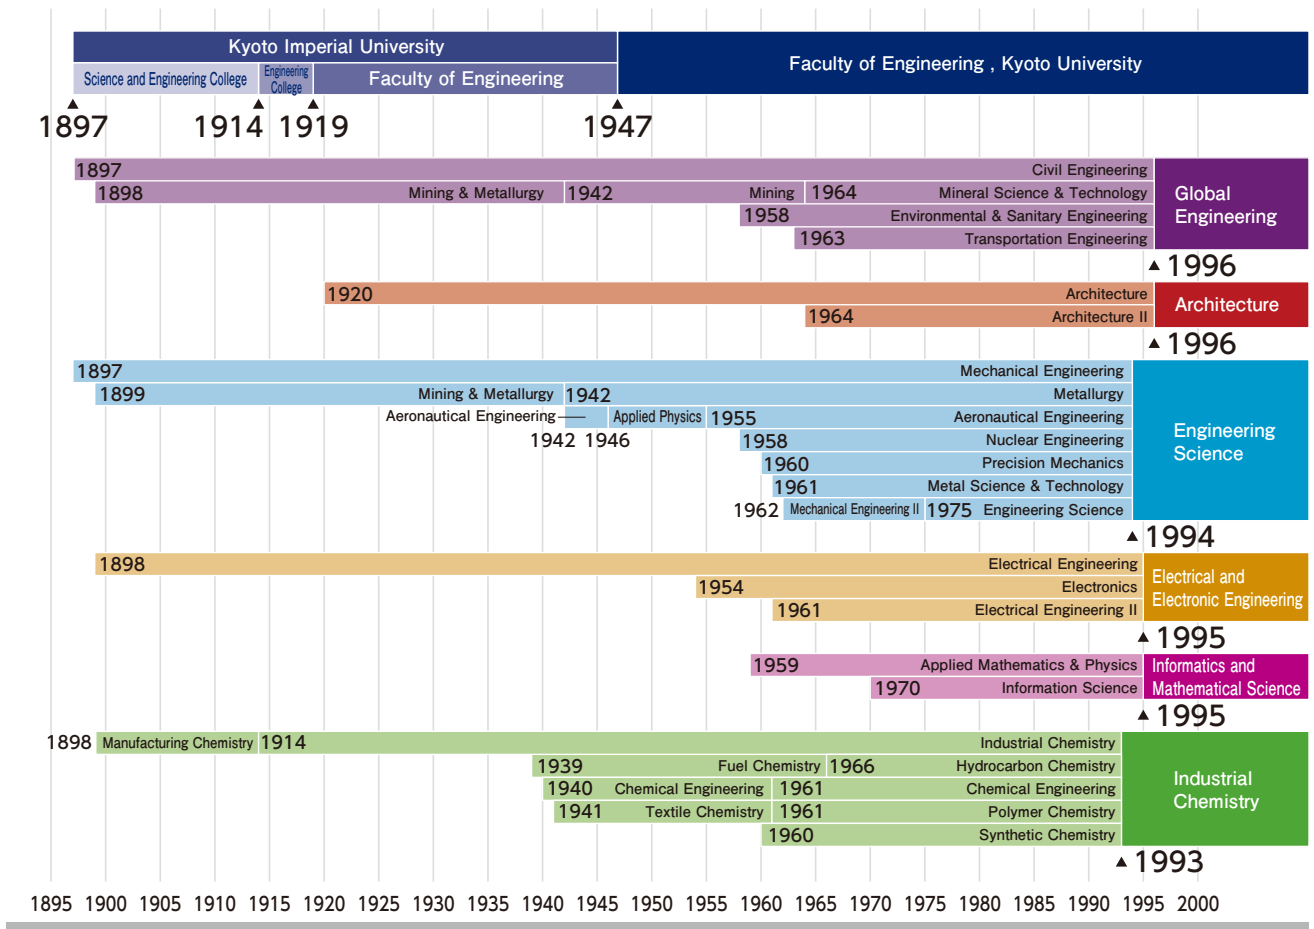 Kyoto Imperial University
Science and Engineering College
Engineering
College
Faculty of Engineering
Faculty of Engineering , Kyoto University
1897 1914 1919 1947
1897 Civil Engineering
1898 Mining & Metallurgy 1942 Mining 1964 Mineral Science & Technology
1958 Environmental & Sanitary Engineering
1963 Transportation Engineering
Global
Engineering
1996
1920 Architecture
1964 Architecture II
Architecture
1996
1897 Mechanical Engineering
1899 Mining & Metallurgy 1942 Metallurgy
Aeronautical Engineering Applied Physics 1955 Aeronautical Engineering
1942 1946 1958 Nuclear Engineering
1960 Precision Mechanics
1961 Metal Science & Technology
1962 Mechanical Engineering II 1975 Engineering Science
Engineering
Science
1994
1898 Electrical Engineering
1954 Electronics
1961 Electrical Engineering II
Electrical and
Electronic Engineering
1995
1959 Applied Mathematics & Physics
1970 Information Science
Informatics and
Mathematical Science
1995
1898 Manufacturing Chemistry 1914 Industrial Chemistry
1939 Fuel Chemistry 1966 Hydrocarbon Chemistry
1940 Chemical Engineering 1961 Chemical Engineering
1941 Textile Chemistry 1961 Polymer Chemistry
1960 Synthetic Chemistry
Industrial
Chemistry
1993
1895 1900 1905 1910 1915 1920 1925 1930 1935 1940 1945 1950 1955 1960 1965 1970 1975 1980 1985 1990 1995 2000